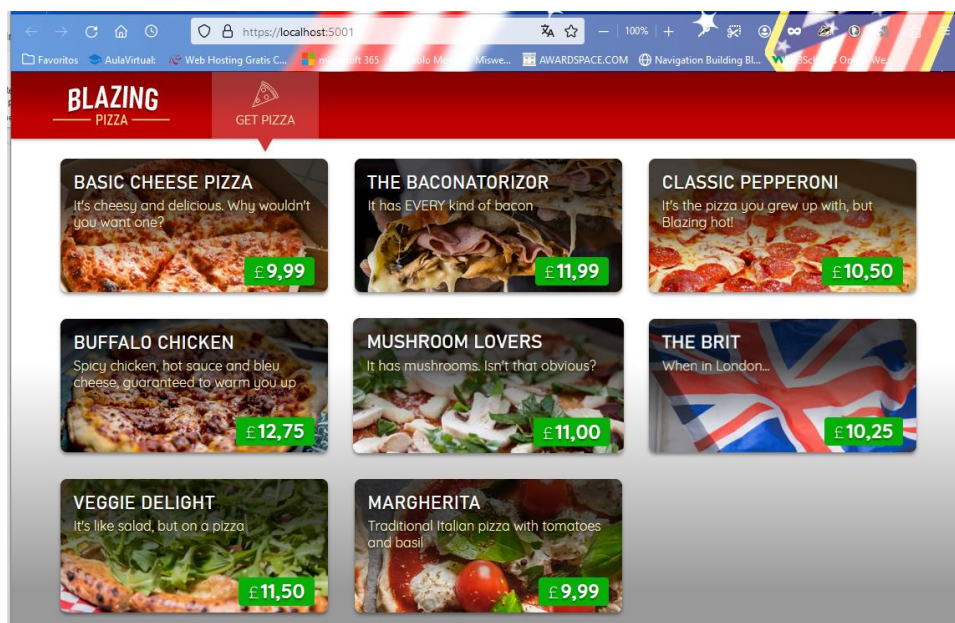 https://localhost:5001
100%
Favoritos
AulaVirtual:
Web Hosting Gratis C...
365
Miswe...
AWARDSPACE.COM
Navigation Building Bl...
BLAZING
PIZZA
GET PIZZA
BASIC CHEESE PIZZA
It's cheesy and delicious. Why wouldn't
you want one?
£9,99
THE BACONATORIZOR
It has EVERY kind of bacon
£11,99
CLASSIC PEPPERONI
It's the pizza you grew up with, but
Blazing hot!
£10,50
BUFFALO CHICKEN
Spicy chicken, hot sauce and bleu
cheese, guaranteed to warm you up
£12,75
MUSHROOM LOVERS
It has mushrooms. Isn't that obvious?
£11,00
THE BRIT
When in London...
£10,25
VEGGIE DELIGHT
It's like salad, but on a pizza
£11,50
MARGHERITA
Traditional Italian pizza with tomatoes
and basil
£9,99